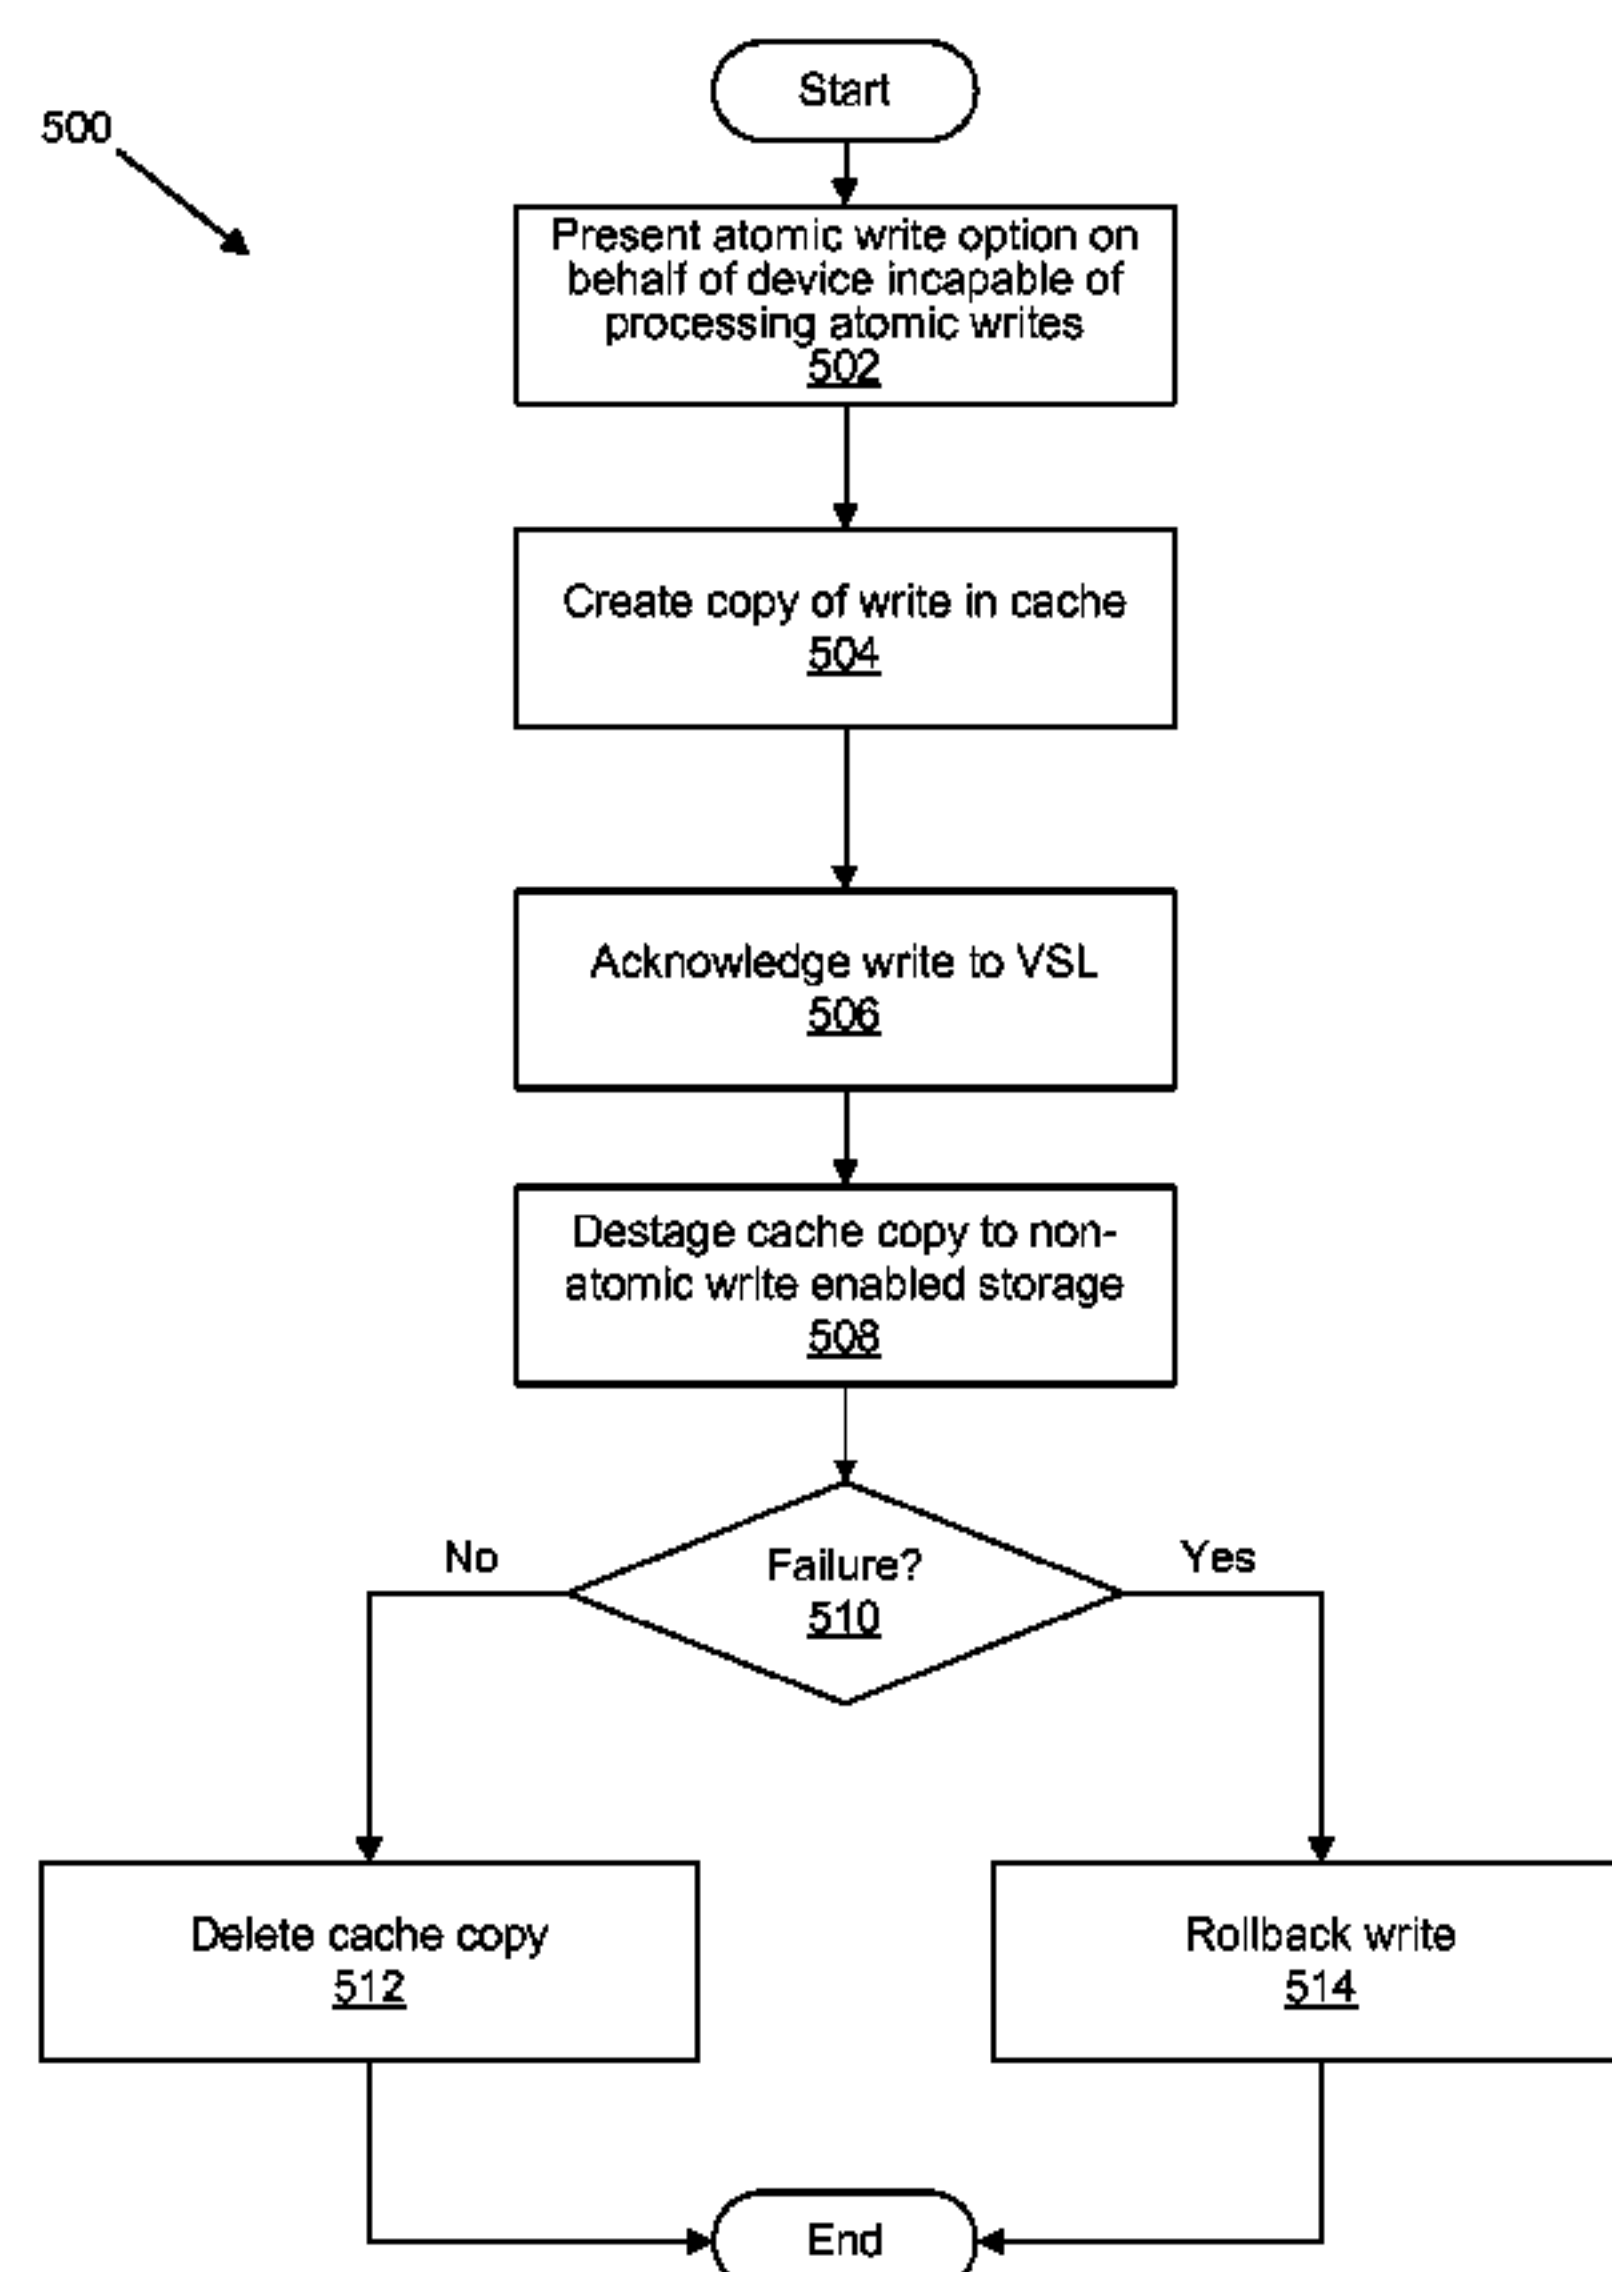 Start
500
Present atomic write option on
behalf of device incapable of
processing atomic writes
502
Create copy of write in cache
504
Acknowledge write to VSL
506
Destage cache copy to non-
atomic write enabled storage
508
No
Failure?
510
Yes
Delete cache copy
512
Rollback write
514
End